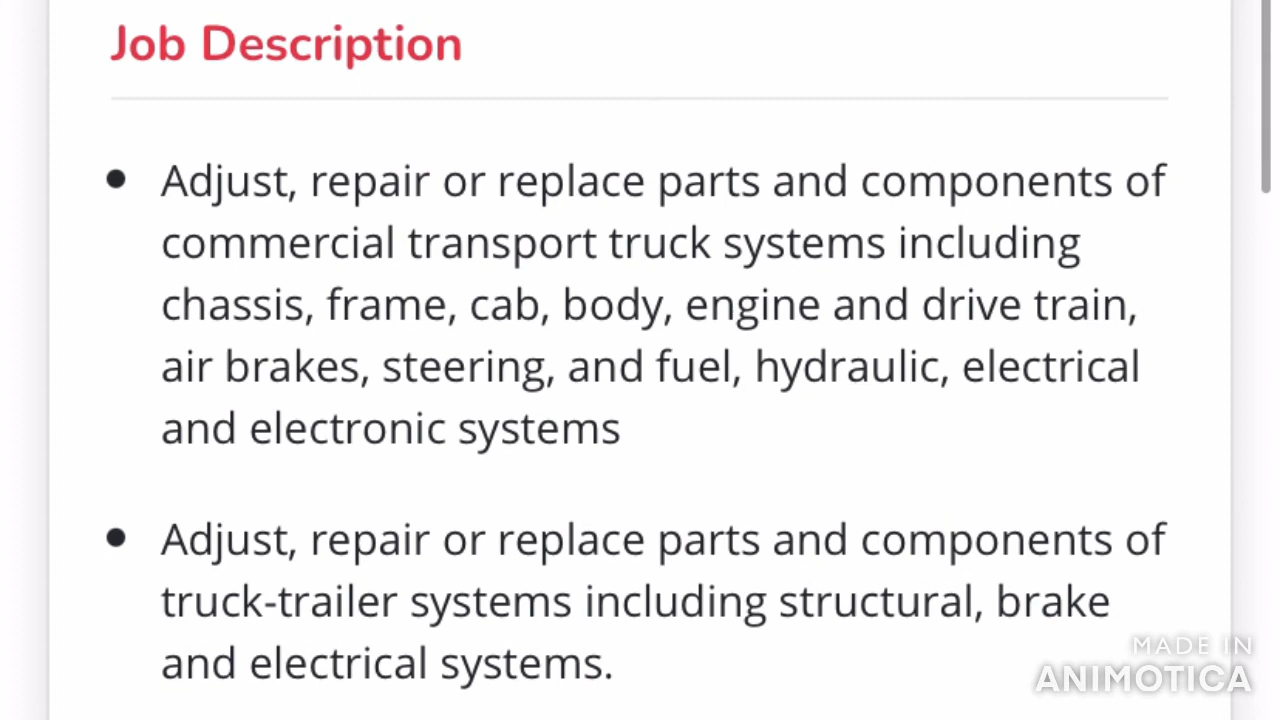 Job Description
Adjust, repair or replace parts and components of
commercial transport truck systems including
chassis, frame, cab, body, engine and drive train,
air brakes, steering, and fuel, hydraulic, electrical
and electronic systems
Adjust, repair or replace parts and components of
truck-trailer systems including structural, brake
and electrical systems.
MADE IN
ANIMOTICA